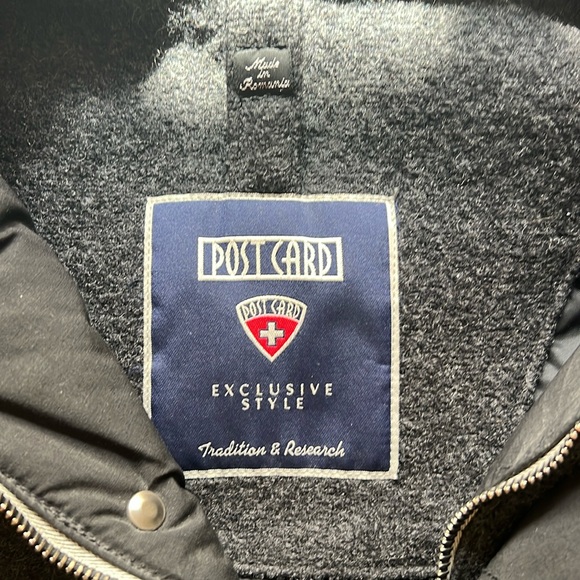 Made
in
Romania
POST CARD
POST CARD
EXCLUSIVE
STYLE
Tradition & Research